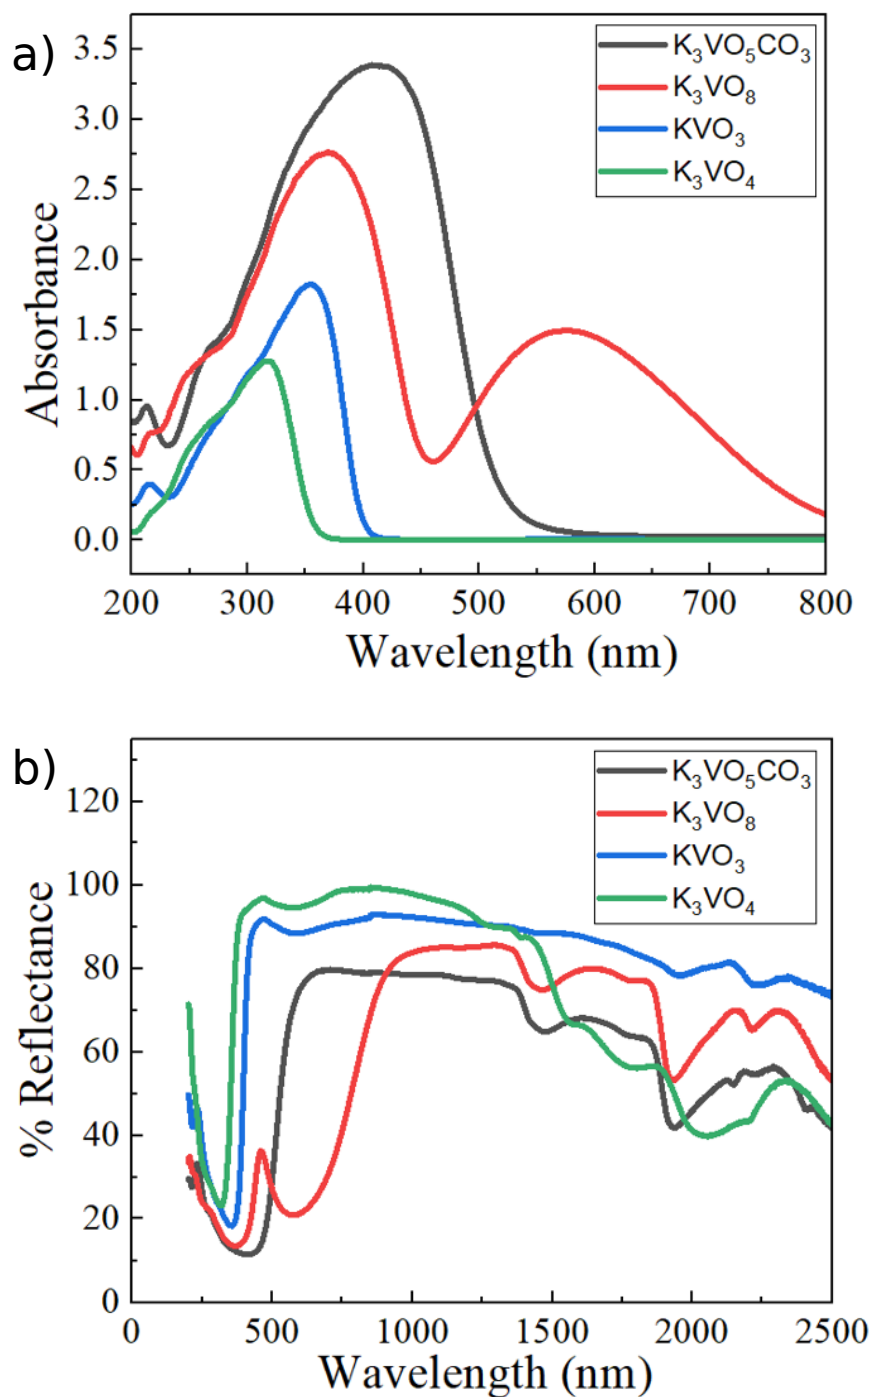 a)
K₃VO₅CO₃
K₃VO₈
KVO₃
K₃VO₄
3.5
3.0
2.5
2.0
1.5
1.0
0.5
0.0
Absorbance
200 300 400 500 600 700 800
Wavelength (nm)
b)
K₃VO₅CO₃
K₃VO₈
KVO₃
K₃VO₄
120
100
80
60
40
20
0
% Reflectance
0 500 1000 1500 2000 2500
Wavelength (nm)